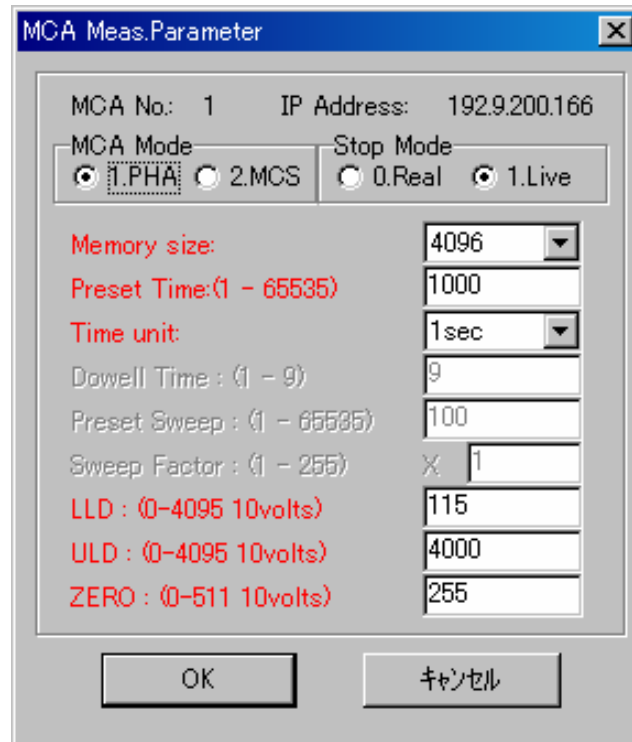 MCA Meas.Parameter
MCA No.: 1 IP Address: 192.9.200.166
MCA Mode Stop Mode
1.PHA 2.MCS 0.Real 1.Live
Memory size: 4096
Preset Time:(1 - 65535) 1000
Time unit: 1sec
Dowell Time : (1 - 9) 9
Preset Sweep : (1 - 65535) 100
Sweep Factor : (1 - 255) X 1
LLD : (0-4095 10volts) 115
ULD : (0-4095 10volts) 4000
ZERO : (0-511 10volts) 255
OK キャンセル